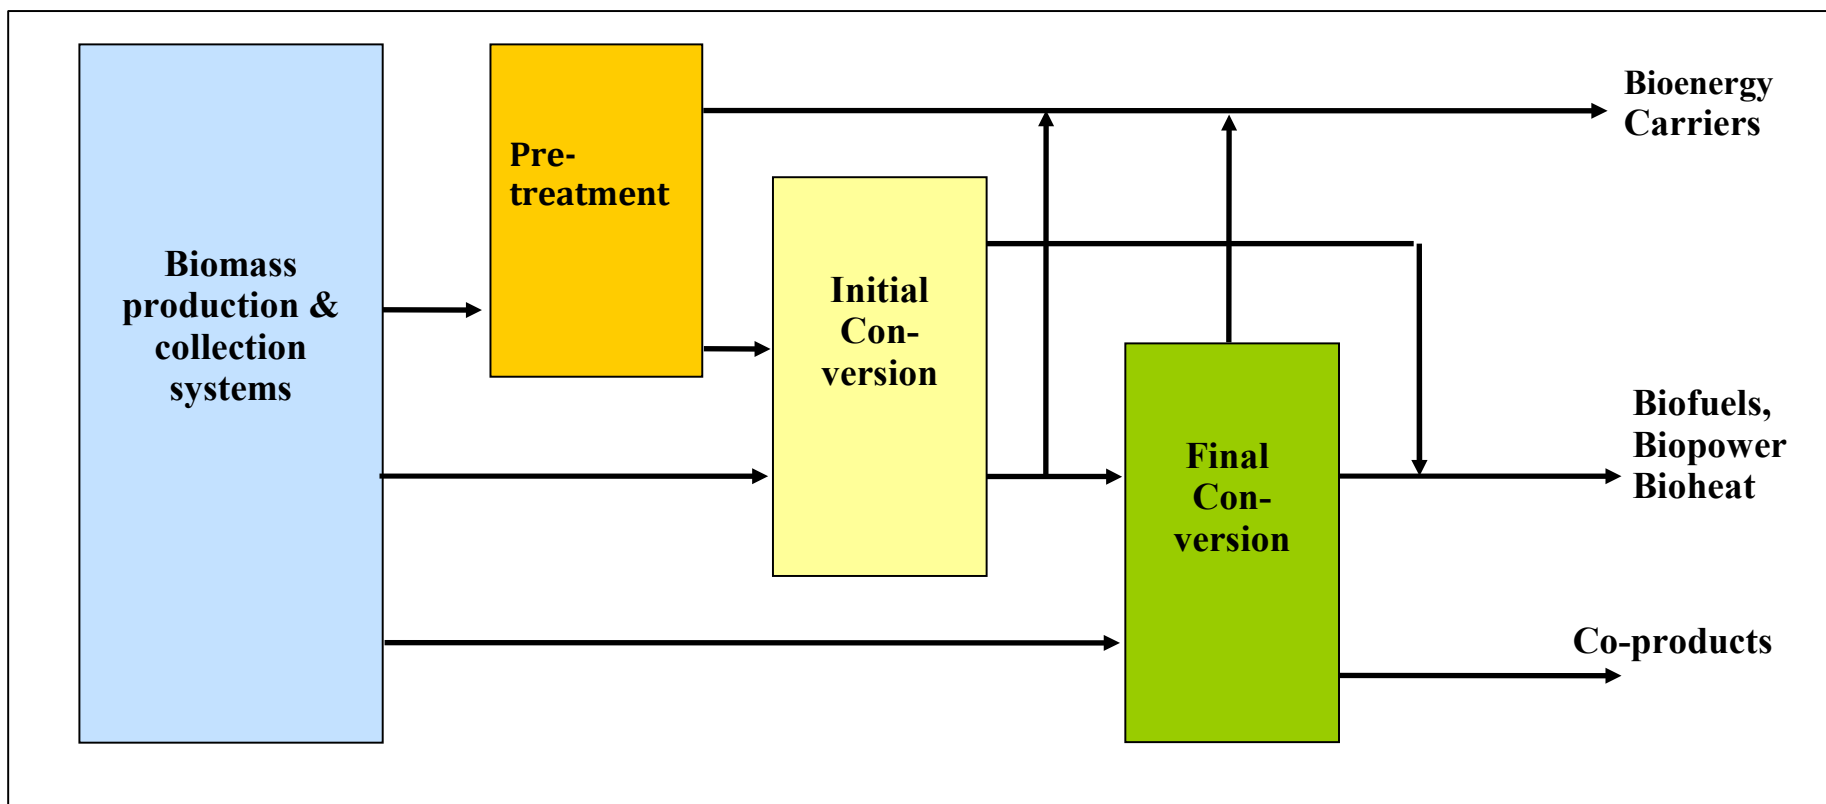 Biomass
production &
collection
systems
Pre-
treatment
Initial
Con-
version
Final
Con-
version
Bioenergy
Carriers
Biofuels,
Biopower
Bioheat
Co-products